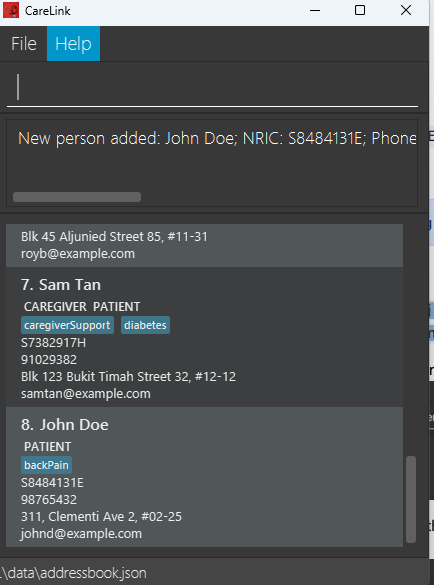 CareLink
File Help
New person added: John Doe; NRIC: S8484131E; Phone
Blk 45 Aljunied Street 85, #11-31
royb@example.com
7. Sam Tan
CAREGIVER PATIENT
caregiverSupport diabetes
S7382917H
91029382
Blk 123 Bukit Timah Street 32, #12-12
samtan@example.com
8. John Doe
PATIENT
backPain
S8484131E
98765432
311, Clementi Ave 2, #02-25
johnd@example.com
.\data\addressbook.json